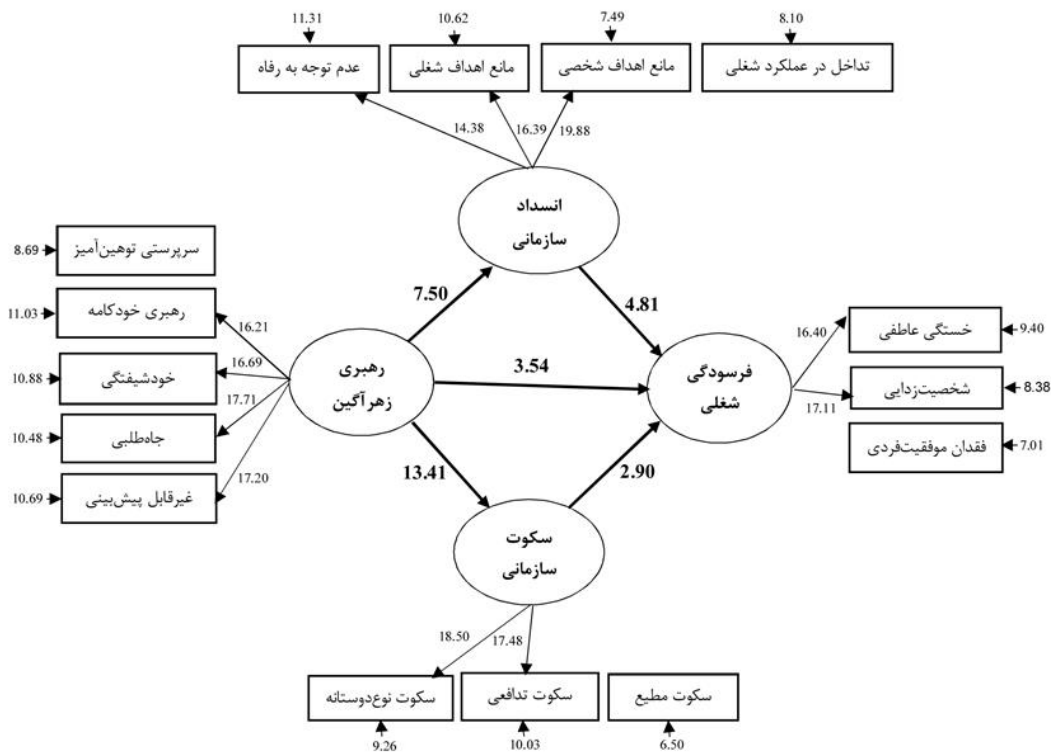 11.31
10.62
7.49
8.10
عدم توجه به رفاه
مانع اهداف شغلی
مانع اهداف شخصی
تداخل در عملکرد شغلی
14.38
16.39
19.88
انسداد
سازمانی
8.69
سرپرستی توهین‌آمیز
11.03
رهبری خودکامه
16.21
10.88
خودشیفتگی
16.69
10.48
جاه‌طلبی
17.71
10.69
غیرقابل پیش‌بینی
17.20
رهبری
زهرآگین
7.50
4.81
3.54
13.41
2.90
فرسودگی
شغلی
16.40
خستگی عاطفی
9.40
17.11
شخصیت‌زدایی
8.38
فقدان موفقیت‌فردی
7.01
سکوت
سازمانی
18.50
17.48
سکوت نوع‌دوستانه
سکوت تدافعی
سکوت مطیع
9.26
10.03
6.50